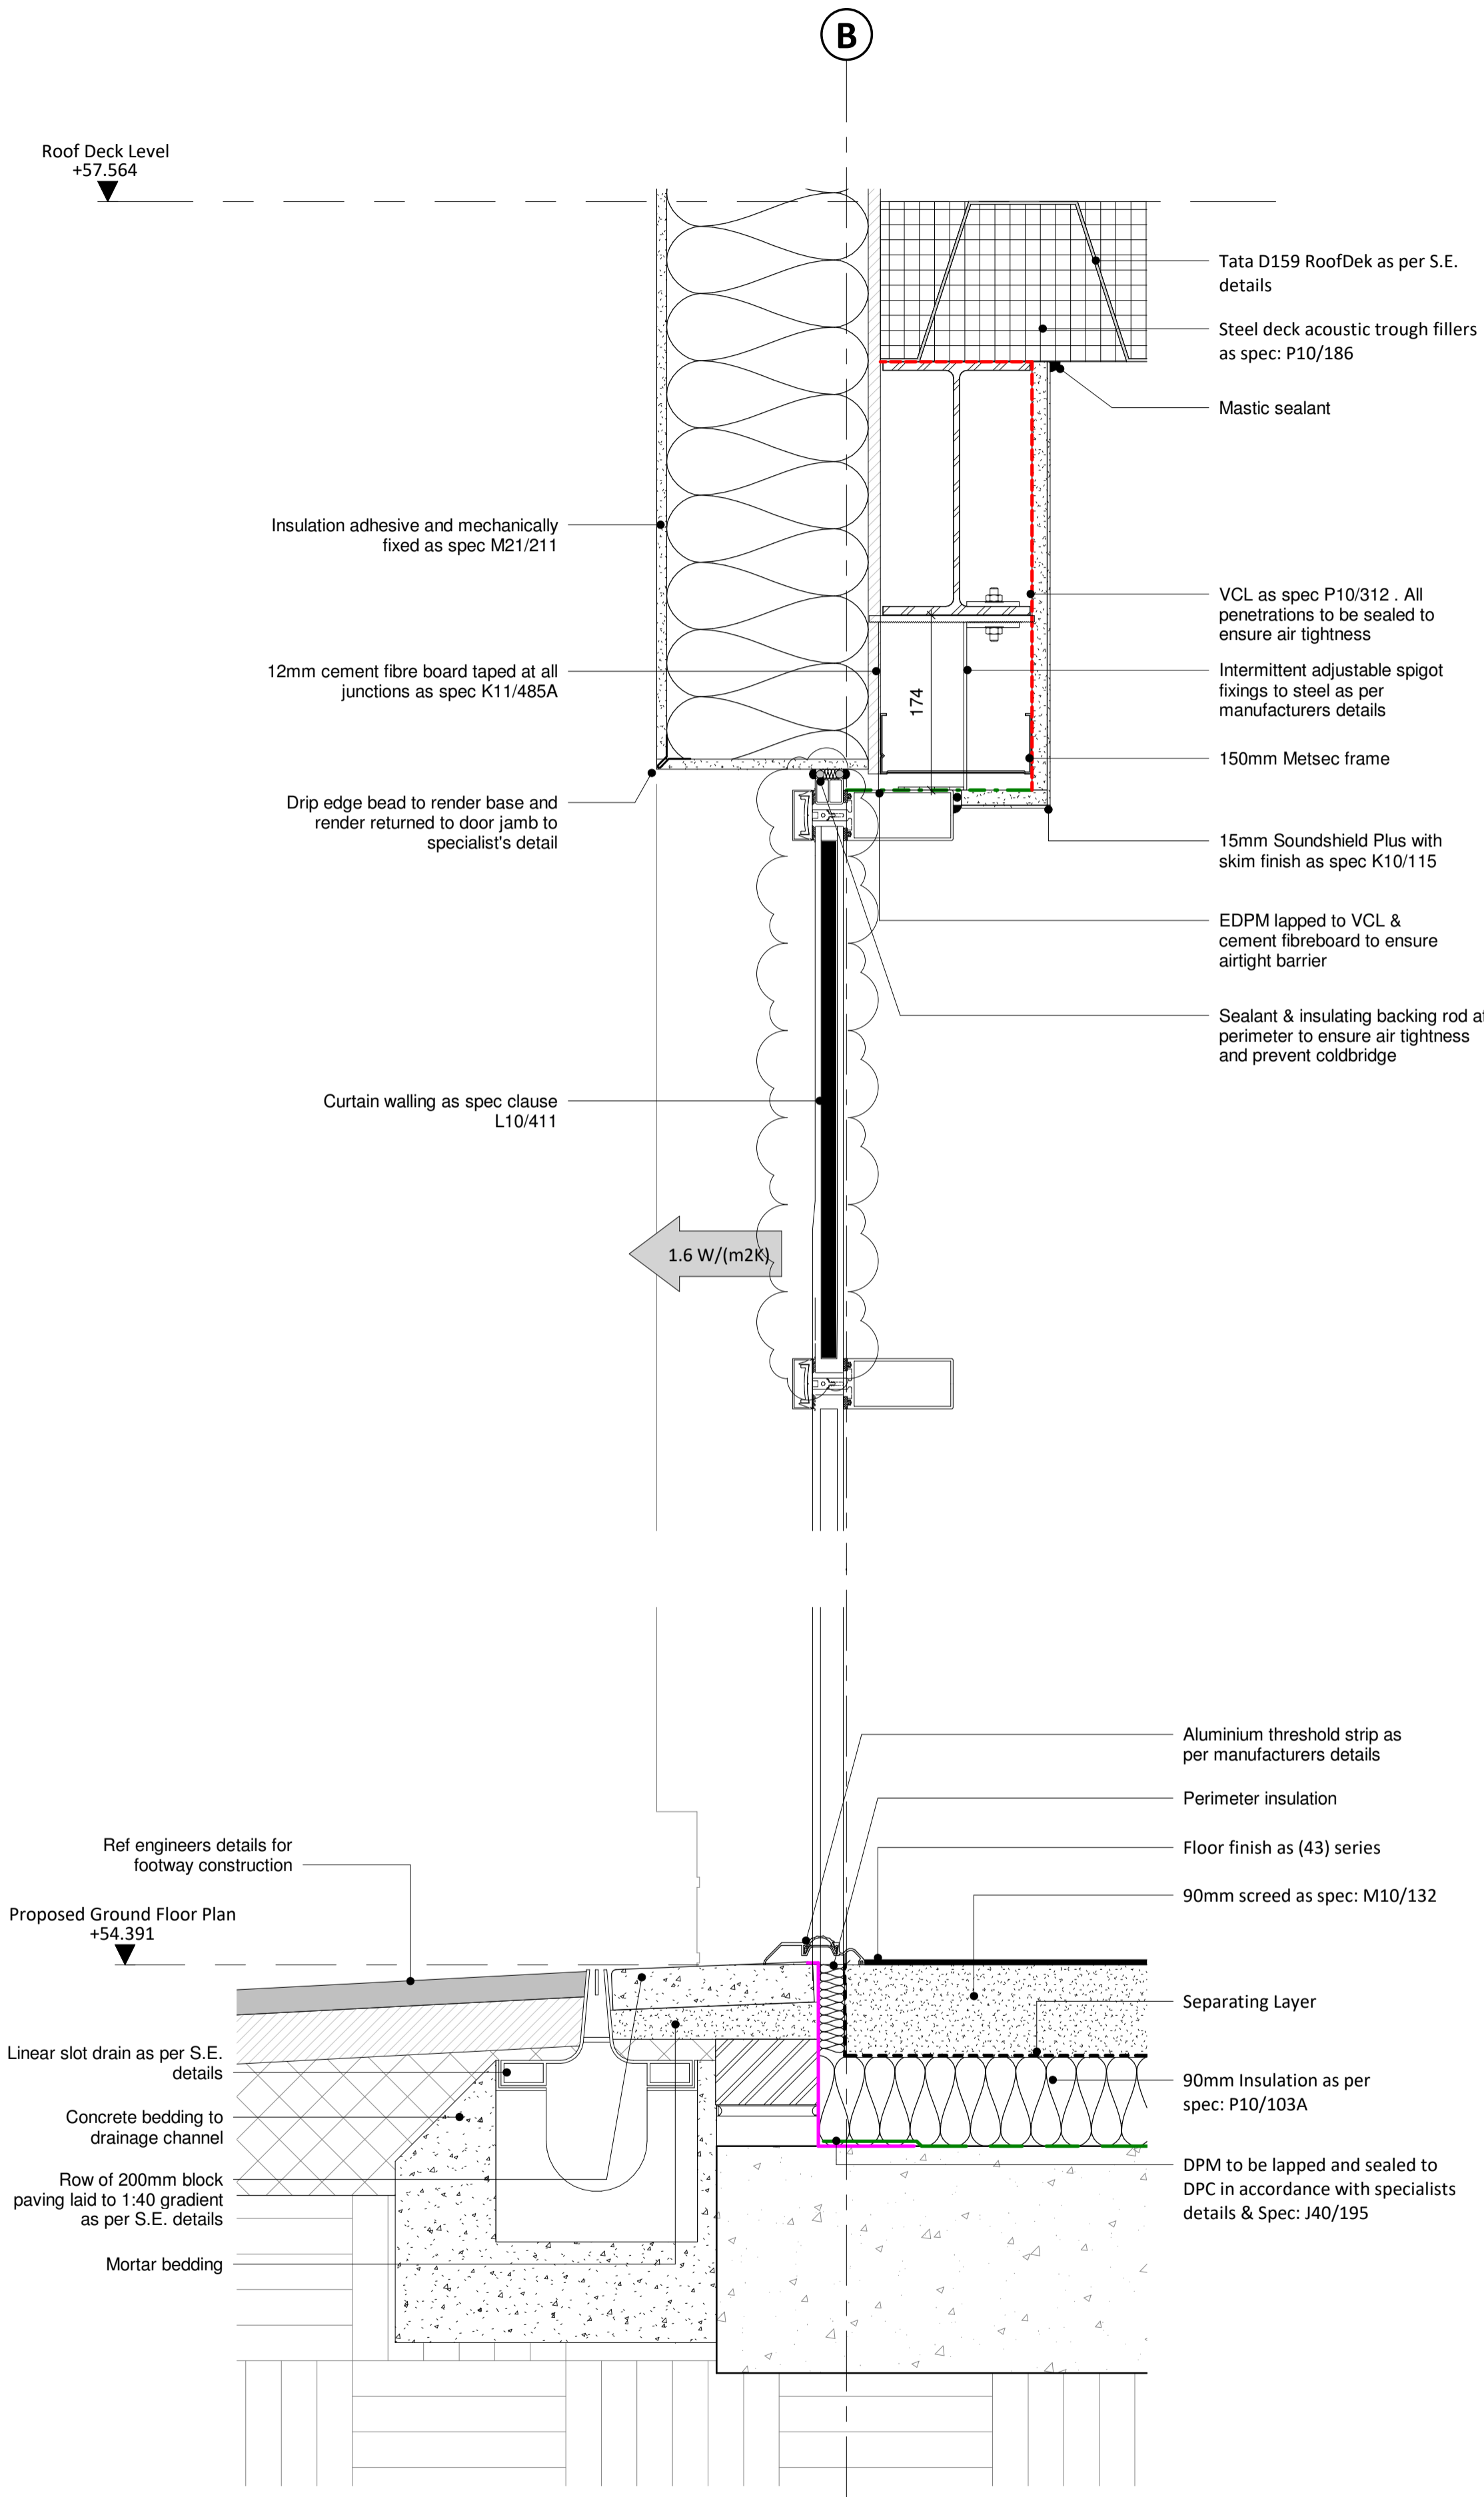 B
Roof Deck Level
+57.564
Tata D159 RoofDek as per S.E.
details
Steel deck acoustic trough fillers
as spec: P10/186
Mastic sealant
Insulation adhesive and mechanically
fixed as spec M21/211
VCL as spec P10/312 . All
penetrations to be sealed to
ensure air tightness
12mm cement fibre board taped at all
junctions as spec K11/485A
Intermittent adjustable spigot
fixings to steel as per
manufacturers details
174
150mm Metsec frame
Drip edge bead to render base and
render returned to door jamb to
specialist's detail
15mm Soundshield Plus with
skim finish as spec K10/115
EDPM lapped to VCL &
cement fibreboard to ensure
airtight barrier
Sealant & insulating backing rod at
perimeter to ensure air tightness
and prevent coldbridge
Curtain walling as spec clause
L10/411
1.6 W/(m2K)
Aluminium threshold strip as
per manufacturers details
Perimeter insulation
Ref engineers details for
footway construction
Floor finish as (43) series
90mm screed as spec: M10/132
Proposed Ground Floor Plan
+54.391
Separating Layer
Linear slot drain as per S.E.
details
90mm Insulation as per
spec: P10/103A
Concrete bedding to
drainage channel
Row of 200mm block
paving laid to 1:40 gradient
as per S.E. details
DPM to be lapped and sealed to
DPC in accordance with specialists
details & Spec: J40/195
Mortar bedding